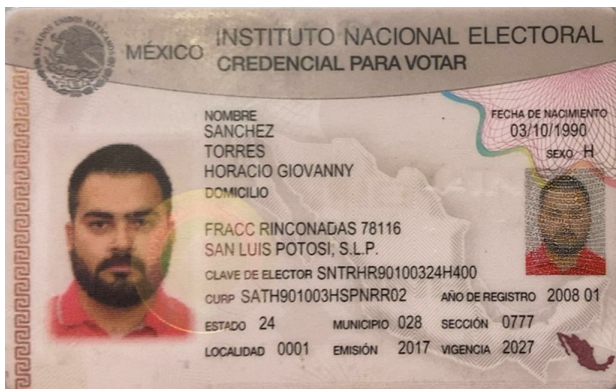 MÉXICO INSTITUTO NACIONAL ELECTORAL
CREDENCIAL PARA VOTAR
NOMBRE
SANCHEZ
TORRES
HORACIO GIOVANNY
FECHA DE NACIMIENTO
03/10/1990
SEXO H
DOMICILIO
FRACC RINCONADAS 78116
SAN LUIS POTOSI, S.L.P.
CLAVE DE ELECTOR SNTRHR90100324H400
CURP SATH901003HSPNRR02 AÑO DE REGISTRO 2008 01
ESTADO 24 MUNICIPIO 028 SECCIÓN 0777
LOCALIDAD 0001 EMISIÓN 2017 VIGENCIA 2027